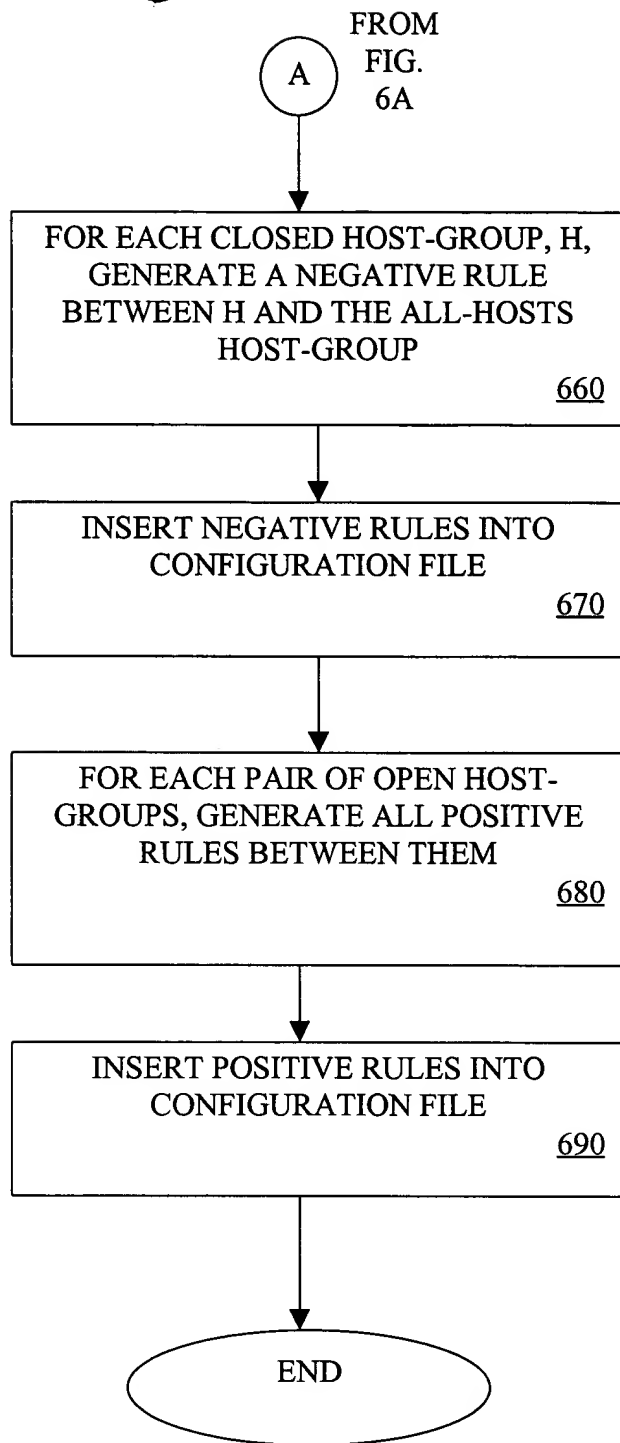 FROM
FIG.
6A
A
FOR EACH CLOSED HOST-GROUP, H,
GENERATE A NEGATIVE RULE
BETWEEN H AND THE ALL-HOSTS
HOST-GROUP
660
INSERT NEGATIVE RULES INTO
CONFIGURATION FILE
670
FOR EACH PAIR OF OPEN HOST-
GROUPS, GENERATE ALL POSITIVE
RULES BETWEEN THEM
680
INSERT POSITIVE RULES INTO
CONFIGURATION FILE
690
END